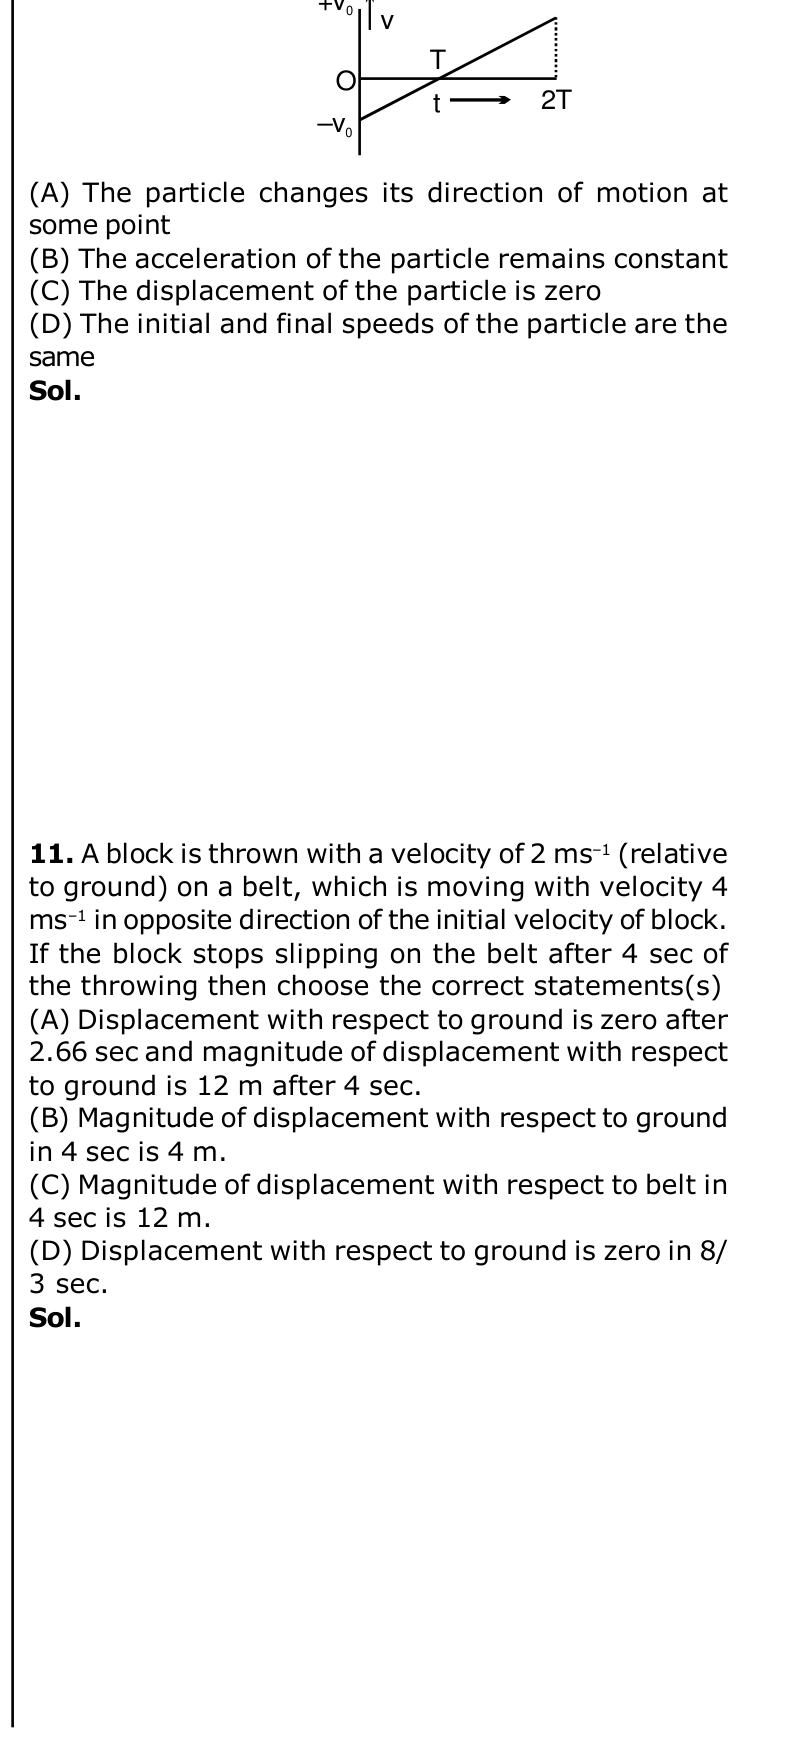 +v₀ v
T
O
t 2T
–v₀
(A) The particle changes its direction of motion at
some point
(B) The acceleration of the particle remains constant
(C) The displacement of the particle is zero
(D) The initial and final speeds of the particle are the
same
Sol.
11. A block is thrown with a velocity of 2 ms⁻¹ (relative
to ground) on a belt, which is moving with velocity 4
ms⁻¹ in opposite direction of the initial velocity of block.
If the block stops slipping on the belt after 4 sec of
the throwing then choose the correct statements(s)
(A) Displacement with respect to ground is zero after
2.66 sec and magnitude of displacement with respect
to ground is 12 m after 4 sec.
(B) Magnitude of displacement with respect to ground
in 4 sec is 4 m.
(C) Magnitude of displacement with respect to belt in
4 sec is 12 m.
(D) Displacement with respect to ground is zero in 8/
3 sec.
Sol.